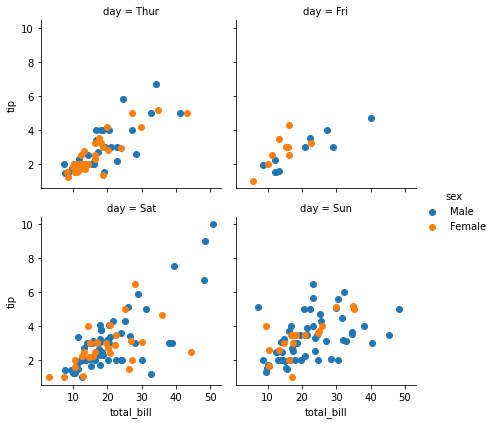 day = Thur
day = Fri
10
8
6
4
2
tip
day = Sat
day = Sun
10
8
6
4
2
tip
10 20 30 40 50
total_bill
10 20 30 40 50
total_bill
sex
Male
Female